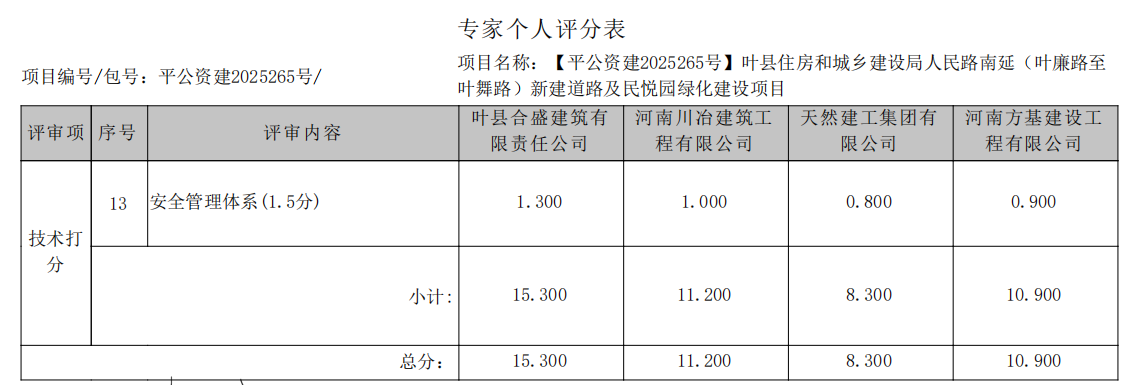 专家个人评分表
项目编号/包号：平公资建2025265号/
项目名称：【平公资建2025265号】叶县住房和城乡建设局人民路南延（叶廉路至
叶舞路）新建道路及民悦园绿化建设项目
评审项 序号 评审内容 叶县合盛建筑有 河南川冶建筑工 天然建工集团有 河南方基建设工
限责任公司 程有限公司 限公司 程有限公司
13 安全管理体系(1.5分) 1.300 1.000 0.800 0.900
技术打
分
小计: 15.300 11.200 8.300 10.900
总分: 15.300 11.200 8.300 10.900